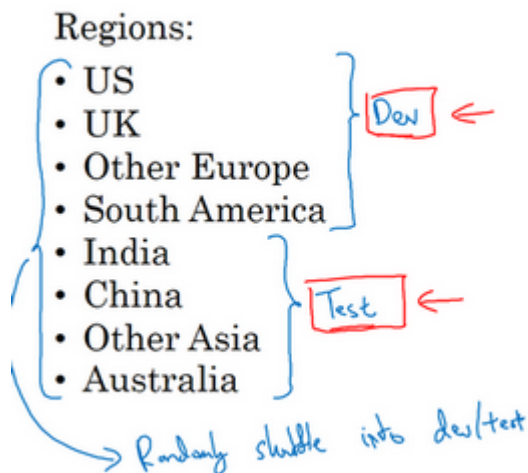 Regions:
• US
• UK
• Other Europe
• South America
Dev
• India
• China
• Other Asia
• Australia
Test
Randomly shuffle into dev/test